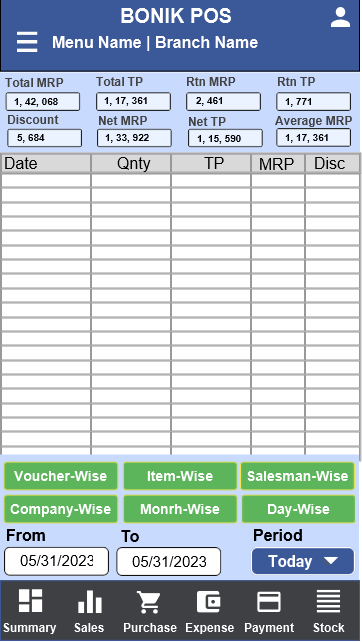 BONIK POS
Menu Name | Branch Name
Total MRP Total TP Rtn MRP Rtn TP
1, 42, 068 1, 17, 361 2, 461 1, 771
Discount Net MRP Net TP Average MRP
5, 684 1, 33, 922 1, 15, 590 1, 17, 361
Date Qnty TP MRP Disc
Voucher-Wise Item-Wise Salesman-Wise
Company-Wise Monrh-Wise Day-Wise
From To Period
05/31/2023 05/31/2023 Today
Summary Sales Purchase Expense Payment Stock